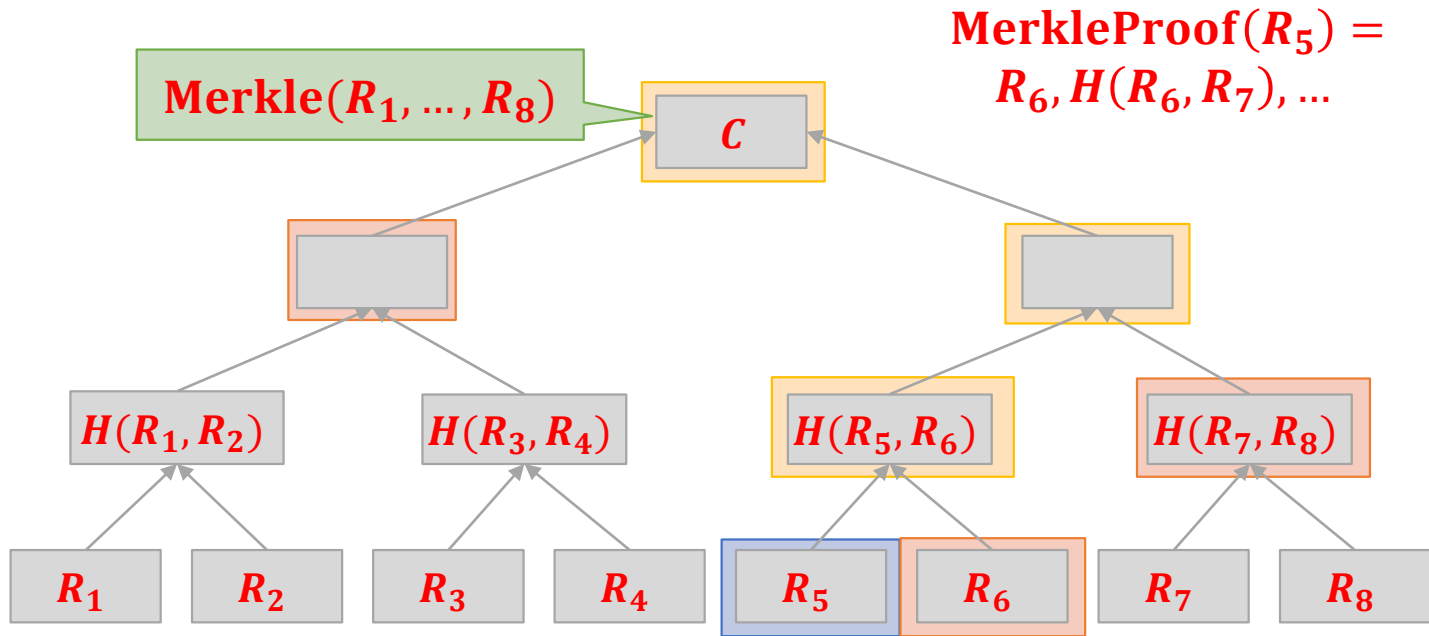 MerkleProof(R₅) =
R₆, H(R₆, R₇), …
Merkle(R₁, … , R₈)
C
H(R₁, R₂)
H(R₃, R₄)
H(R₅, R₆)
H(R₇, R₈)
R₁
R₂
R₃
R₄
R₅
R₆
R₇
R₈